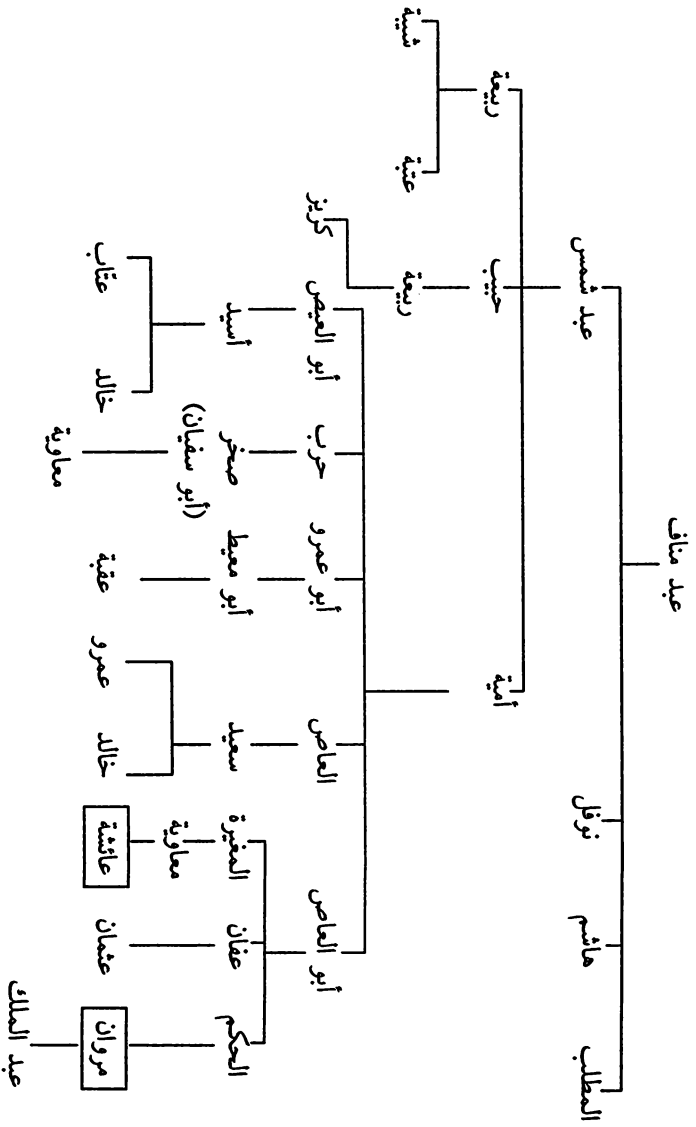 عبد مناف
المطلب
هاشم
نوفل
عبد شمس
أمية
حبيب
ربيعة
ربيعة
عتبة
شيبة
كريز
أبو العاص
العاص
أبو عمرو
حرب
أبو العيص
الحكم
عفان
المغيرة
سعيد
أبو معيط
صخر
(أبو سفيان)
أسيد
مروان
عثمان
معاوية
عائشة
خالد
عمرو
عقبة
معاوية
خالد
عتاب
عبد الملك